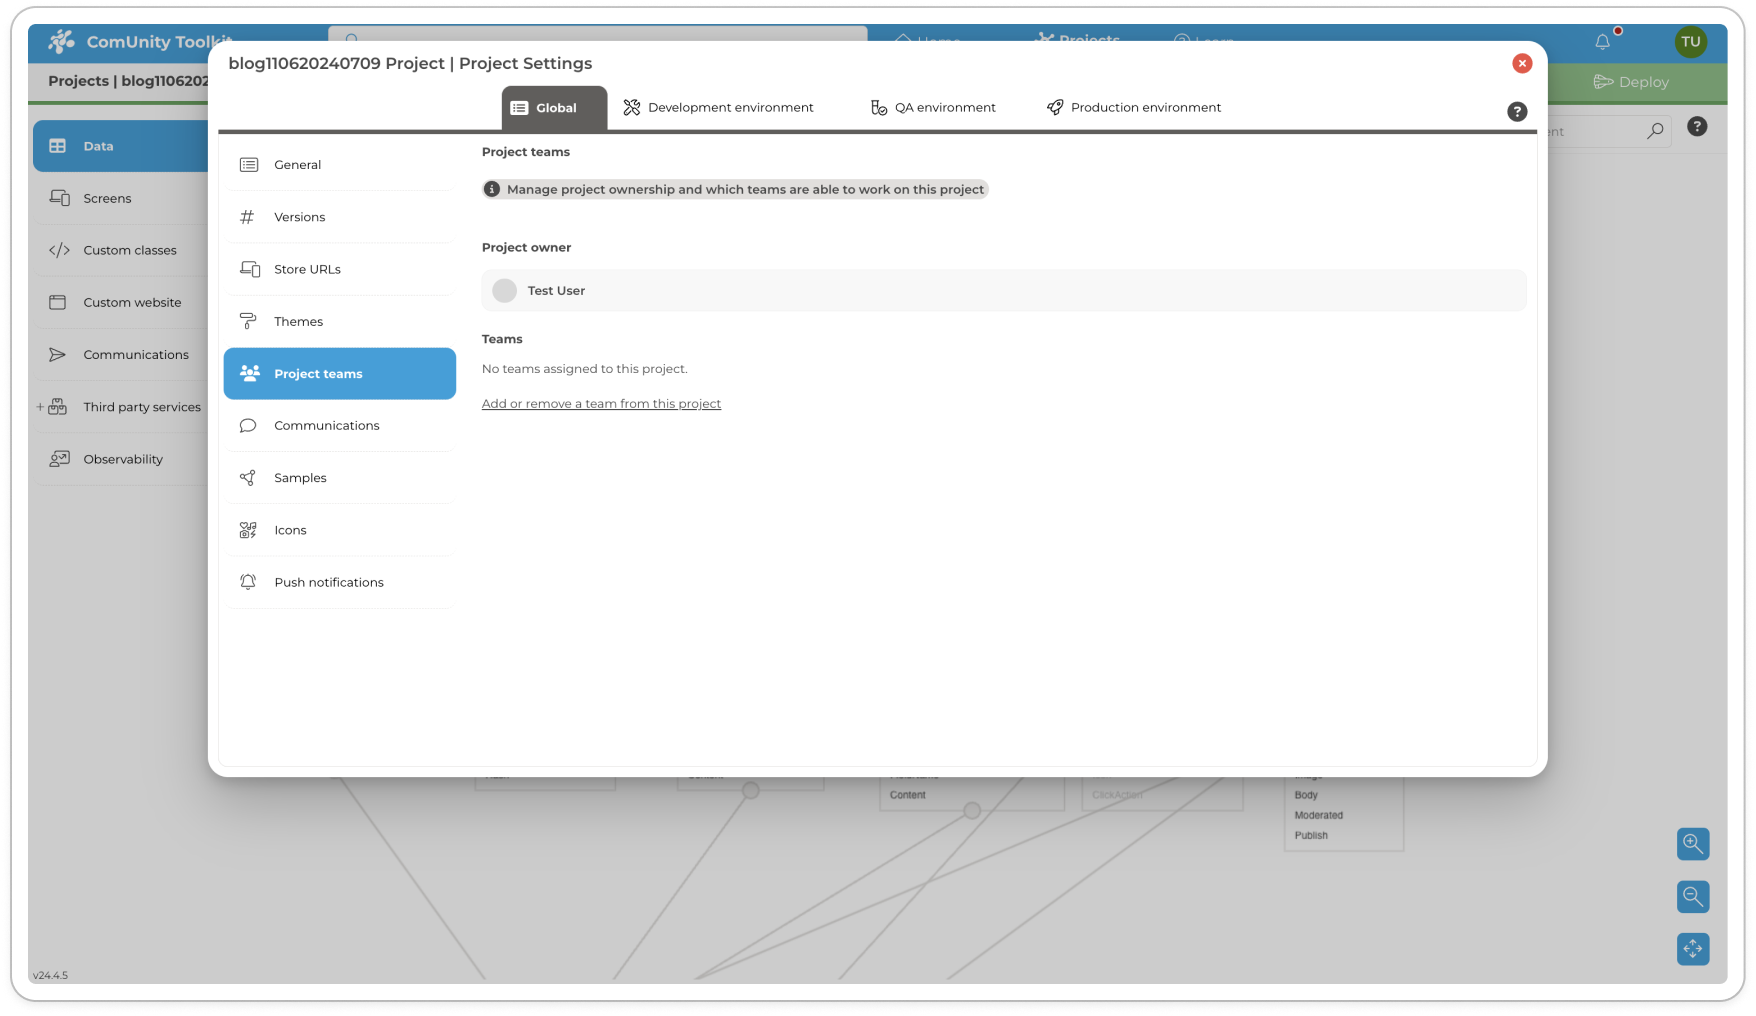 ComUnity Toolkit
Home
Projects
Learn
TU
Projects | blog1106202
Deploy
blog110620240709 Project | Project Settings
Global
Development environment
QA environment
Production environment
?
?
Data
Screens
Custom classes
Custom website
Communications
+ Third party services
Observability
General
Versions
Store URLs
Themes
Project teams
Communications
Samples
Icons
Push notifications
Project teams
Manage project ownership and which teams are able to work on this project
Project owner
Test User
Teams
No teams assigned to this project.
Add or remove a team from this project
Content
ClickAction
Body
Moderated
Publish
v24.4.5